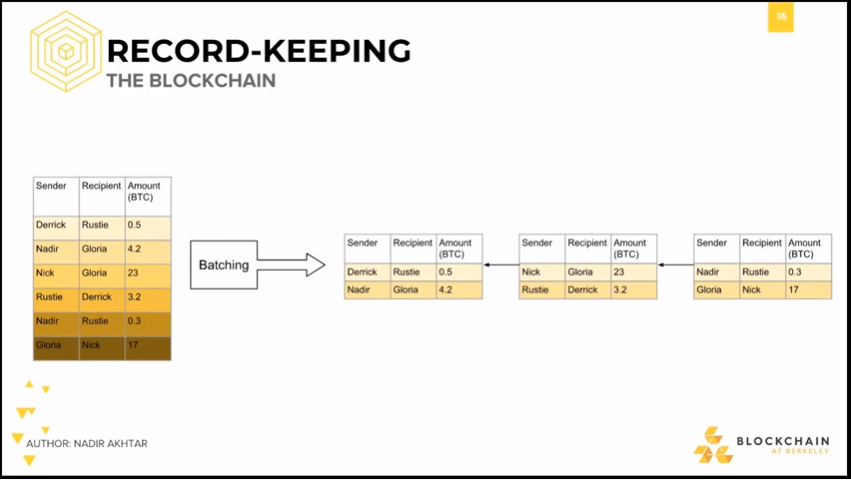 16
RECORD-KEEPING
THE BLOCKCHAIN
Sender Recipient Amount (BTC)
Derrick Rustie 0.5
Nadir Gloria 4.2
Nick Gloria 23
Rustie Derrick 3.2
Nadir Rustie 0.3
Gloria Nick 17
Batching
Sender Recipient Amount (BTC)
Derrick Rustie 0.5
Nadir Gloria 4.2
Sender Recipient Amount (BTC)
Nick Gloria 23
Rustie Derrick 3.2
Sender Recipient Amount (BTC)
Nadir Rustie 0.3
Gloria Nick 17
AUTHOR: NADIR AKHTAR
BLOCKCHAIN
AT BERKELEY